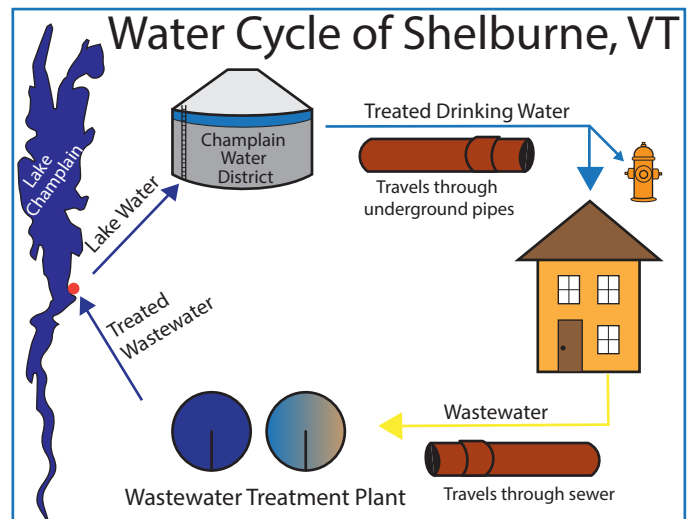 Water Cycle of Shelburne, VT
Lake
Champlain
Lake Water
Champlain
Water
District
Treated Drinking Water
Travels through
underground pipes
Treated
Wastewater
Wastewater
Travels through sewer
Wastewater Treatment Plant